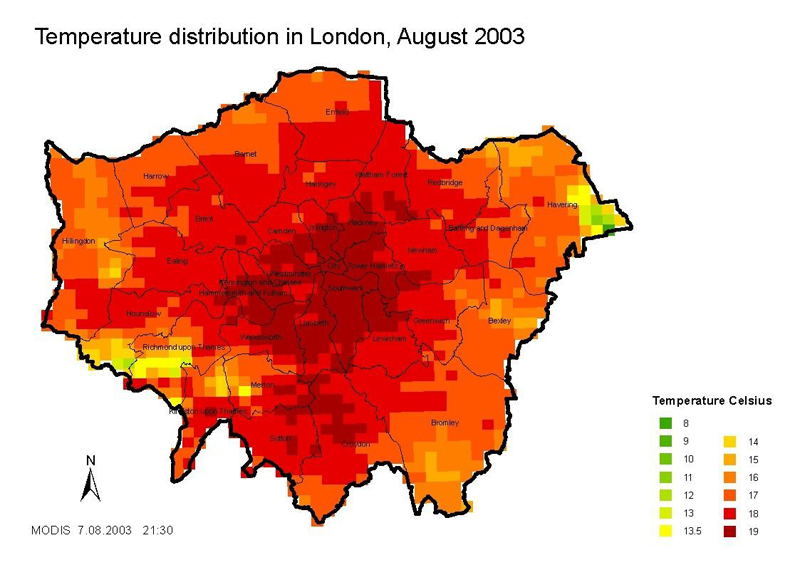 Temperature distribution in London, August 2003
Enfield
Barnet
Harrow
Haringey
Waltham Forest
Redbridge
Havering
Brent
Camden
Islington
Hackney
Barking and Dagenham
Hillingdon
Ealing
Newham
Westminster
City
Tower Hamlets
Kensington and Chelsea
Hammersmith and Fulham
Southwark
Hounslow
Greenwich
Bexley
Lambeth
Wandsworth
Lewisham
Richmond upon Thames
Merton
Kingston upon Thames
Bromley
Sutton
Croydon
Temperature Celsius
8
9
10
11
12
13
13.5
14
15
16
17
18
19
N
MODIS 7.08.2003 21:30